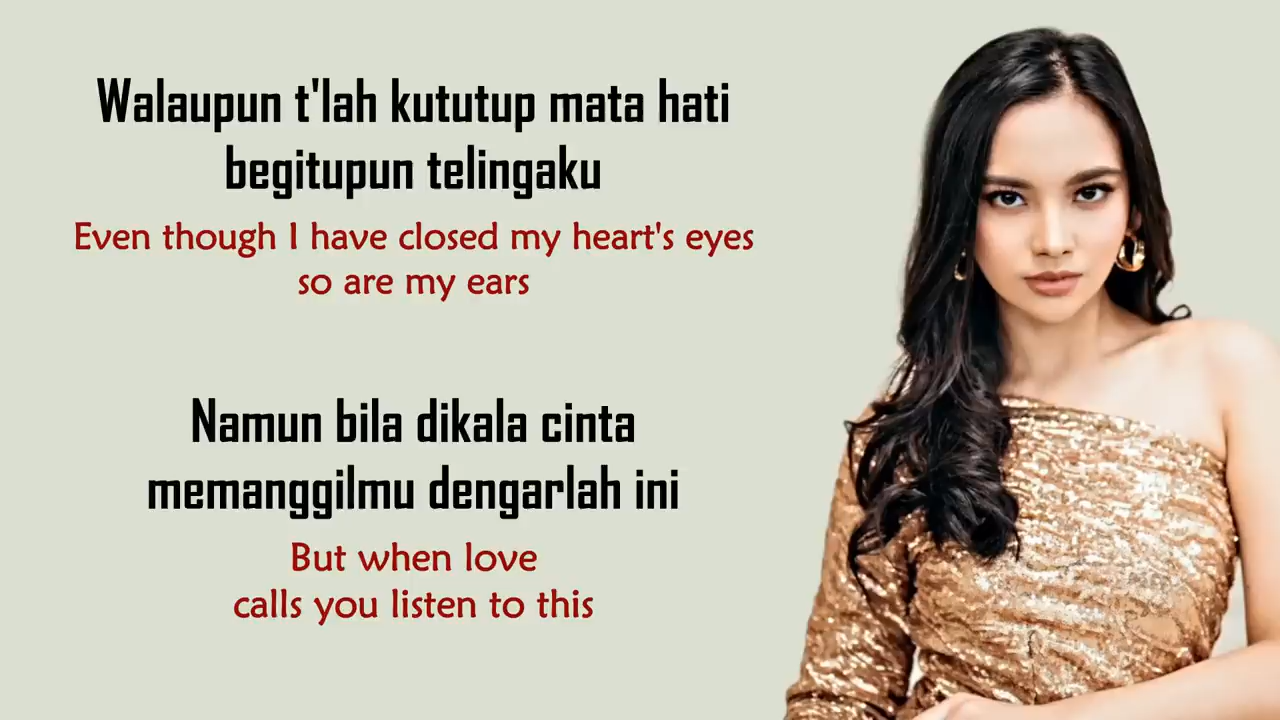 Walaupun t'lah kututup mata hati
begitupun telingaku
Even though I have closed my heart's eyes
so are my ears
Namun bila dikala cinta
memanggilmu dengarlah ini
But when love
calls you listen to this